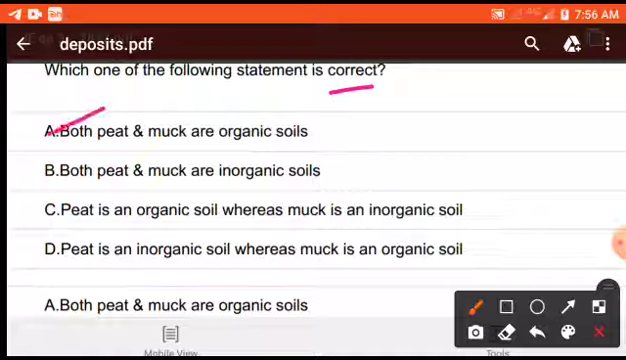 7:56 AM
deposits.pdf
Which one of the following statement is correct?
A.Both peat & muck are organic soils
B.Both peat & muck are inorganic soils
C.Peat is an organic soil whereas muck is an inorganic soil
D.Peat is an inorganic soil whereas muck is an organic soil
A.Both peat & muck are organic soils
Mobile View
Tools